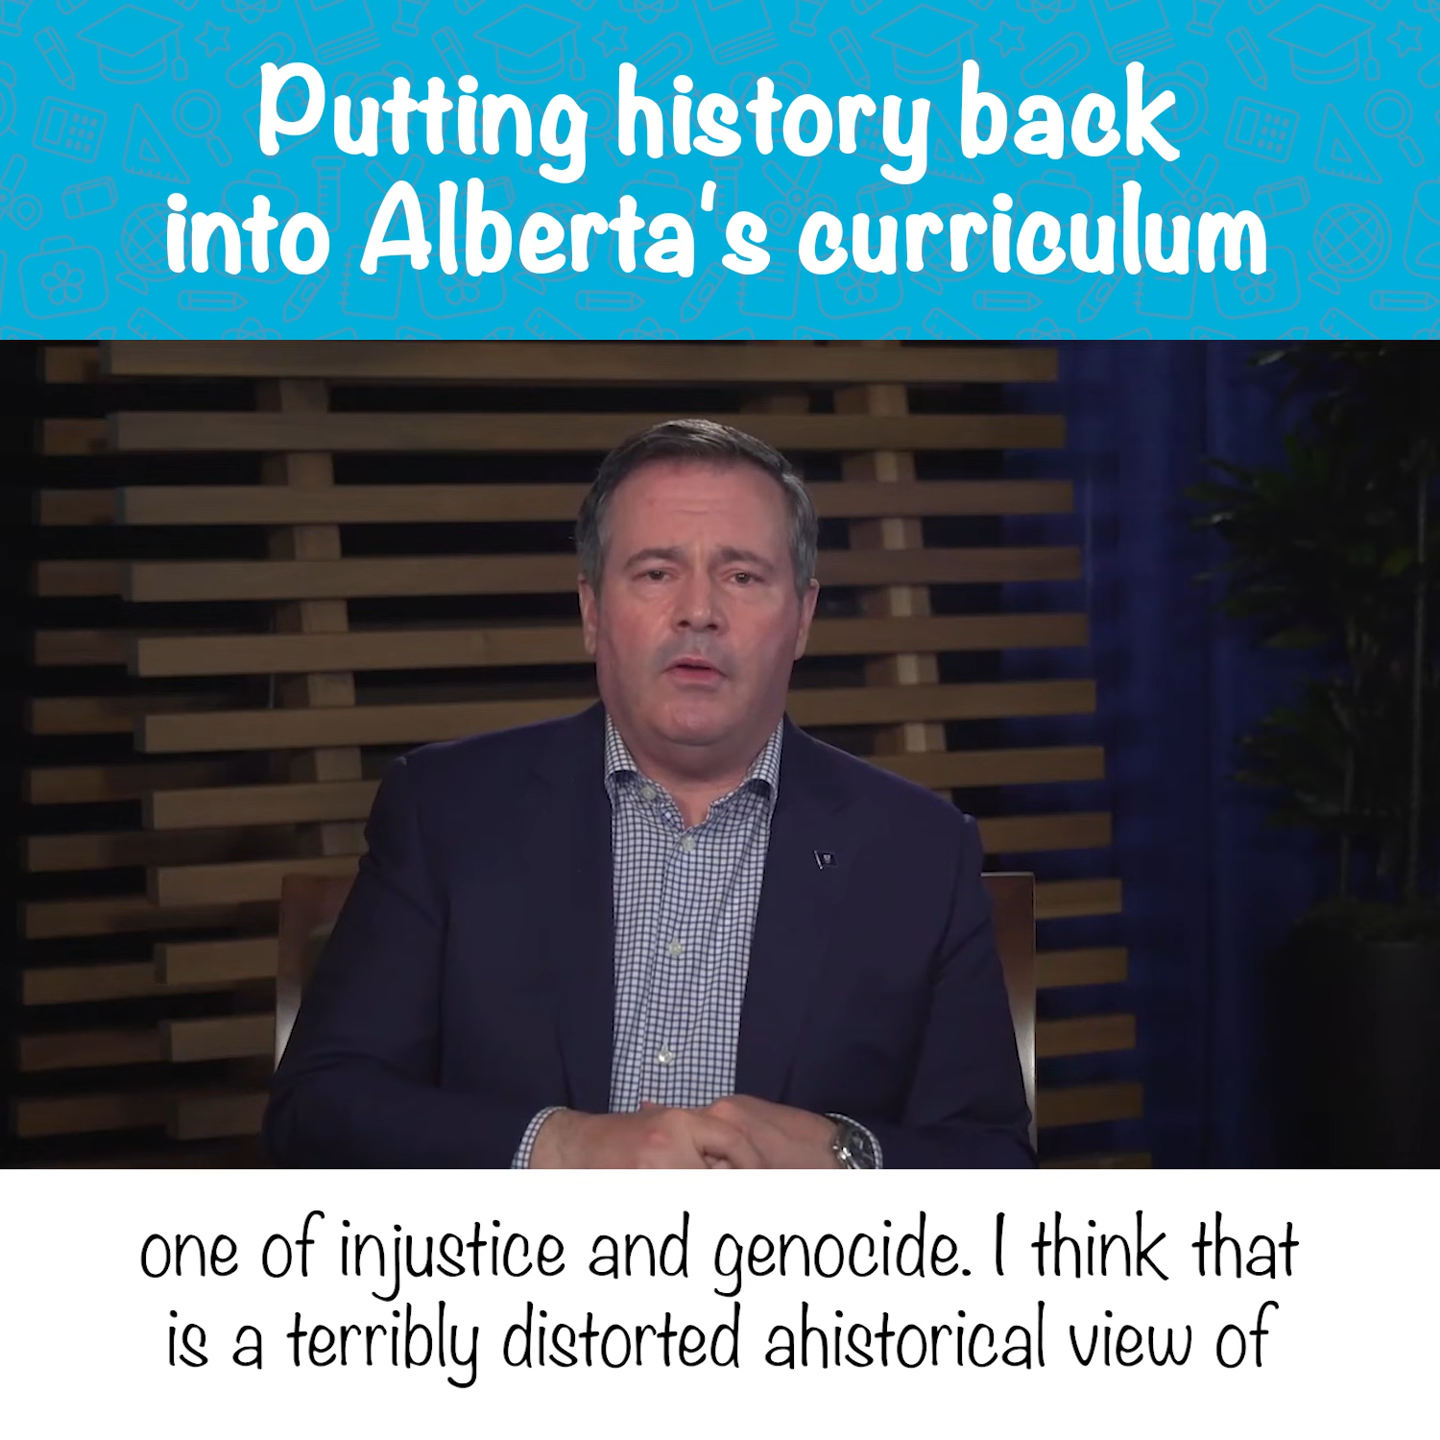 Putting history back
into Alberta's curriculum
one of injustice and genocide. I think that
is a terribly distorted ahistorical view of